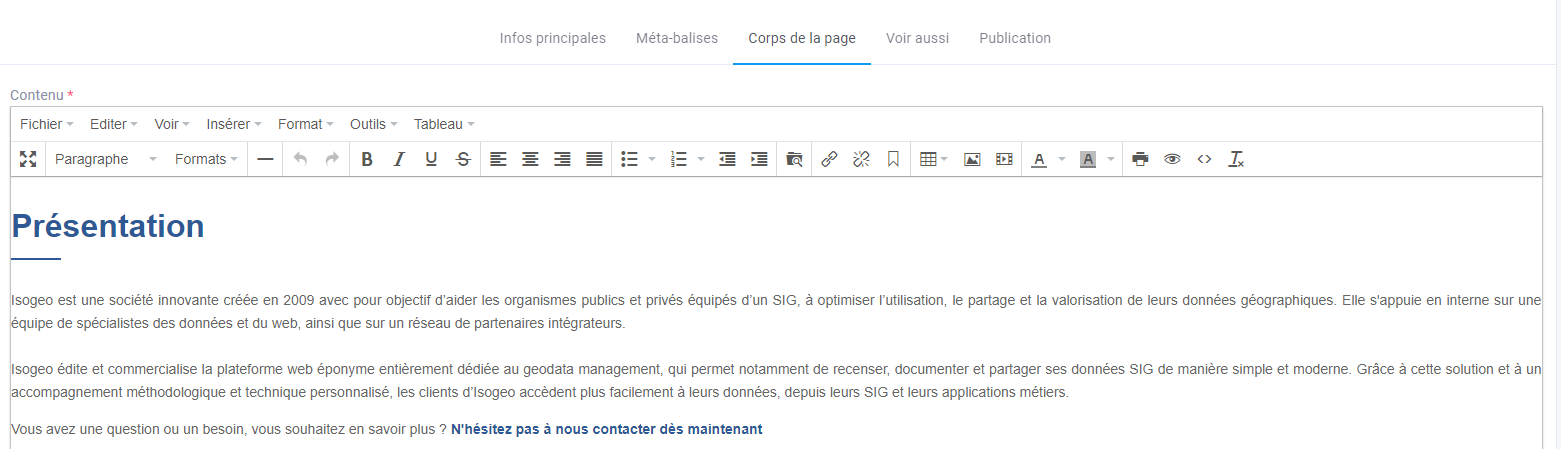 Infos principales Méta-balises Corps de la page Voir aussi Publication
Contenu *
Fichier Editer Voir Insérer Format Outils Tableau
Paragraphe Formats B I U S A A
Présentation
Isogeo est une société innovante créée en 2009 avec pour objectif d’aider les organismes publics et privés équipés d’un SIG, à optimiser l’utilisation, le partage et la valorisation de leurs données géographiques. Elle s'appuie en interne sur une
équipe de spécialistes des données et du web, ainsi que sur un réseau de partenaires intégrateurs.
Isogeo édite et commercialise la plateforme web éponyme entièrement dédiée au geodata management, qui permet notamment de recenser, documenter et partager ses données SIG de manière simple et moderne. Grâce à cette solution et à un
accompagnement méthodologique et technique personnalisé, les clients d’Isogeo accèdent plus facilement à leurs données, depuis leurs SIG et leurs applications métiers.
Vous avez une question ou un besoin, vous souhaitez en savoir plus ? N'hésitez pas à nous contacter dès maintenant